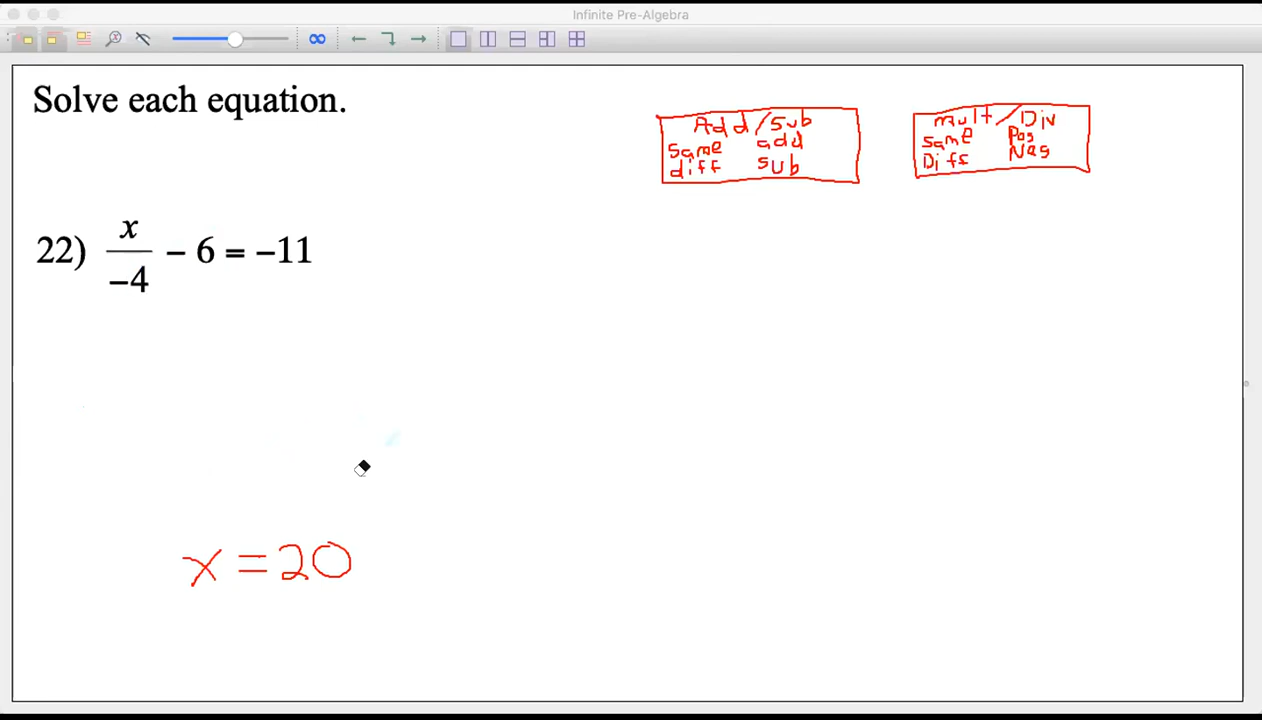 Infinite Pre-Algebra
Solve each equation.
Add/Sub
same add
diff sub
mult/Div
same Pos
Diff Neg
22) x/-4 - 6 = -11
x = 20